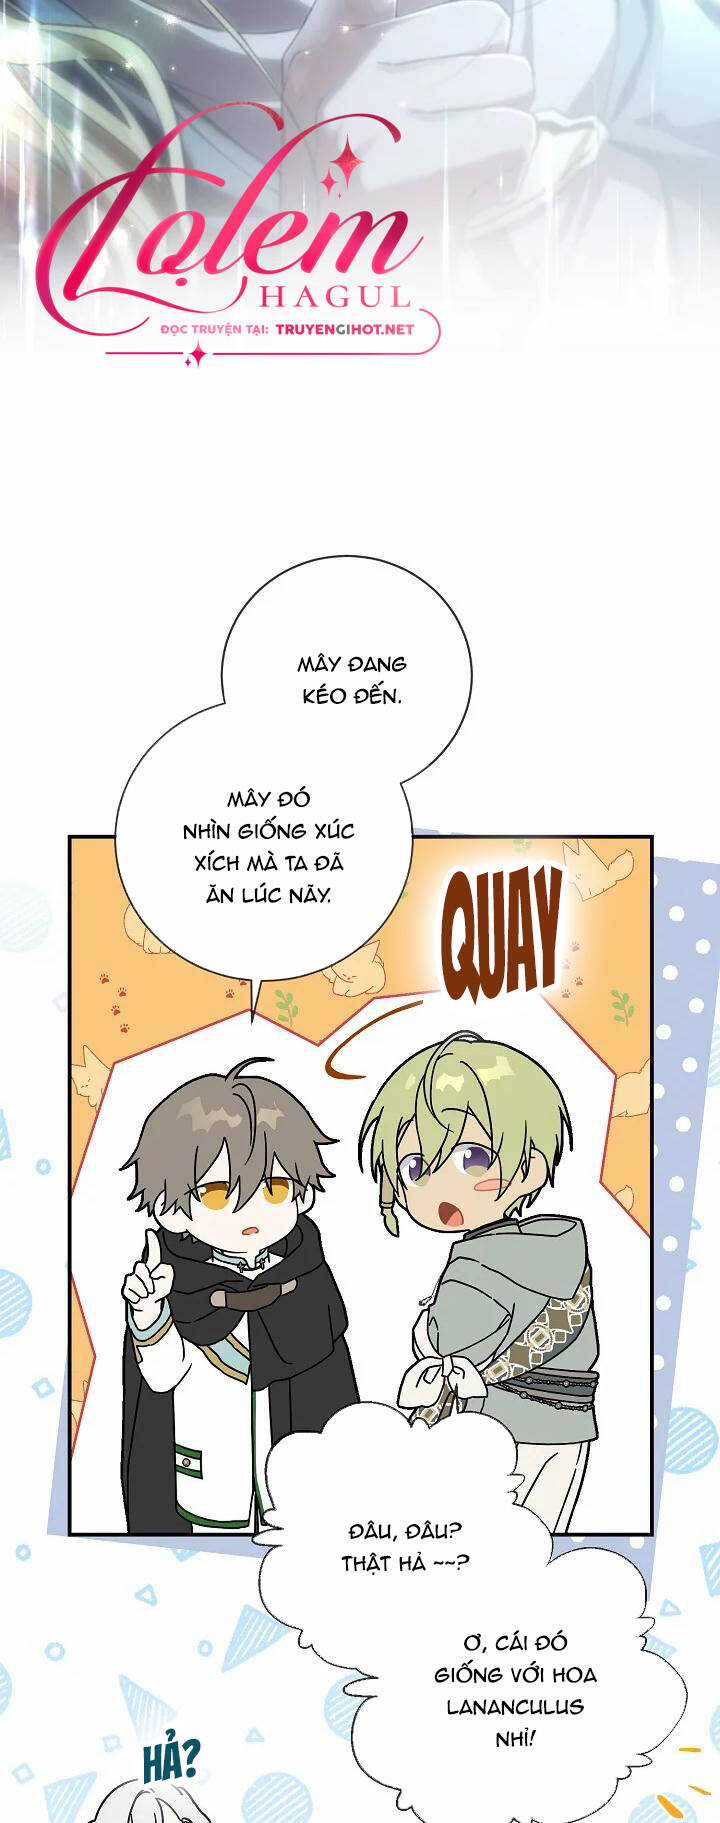 Lọlem
HAGUL
ĐỌC TRUYỆN TẠI: TRUYENGIHOT.NET
MÂY ĐANG
KÉO ĐẾN.
MÂY ĐÓ
NHÌN GIỐNG XÚC
XÍCH MÀ TA ĐÃ
ĂN LÚC NÃY.
QUAY
ĐÂU, ĐÂU?
THẬT HẢ ~~?
Ơ, CÁI ĐÓ
GIỐNG VỚI HOA
LANANCULUS
NHỈ!
HẢ?